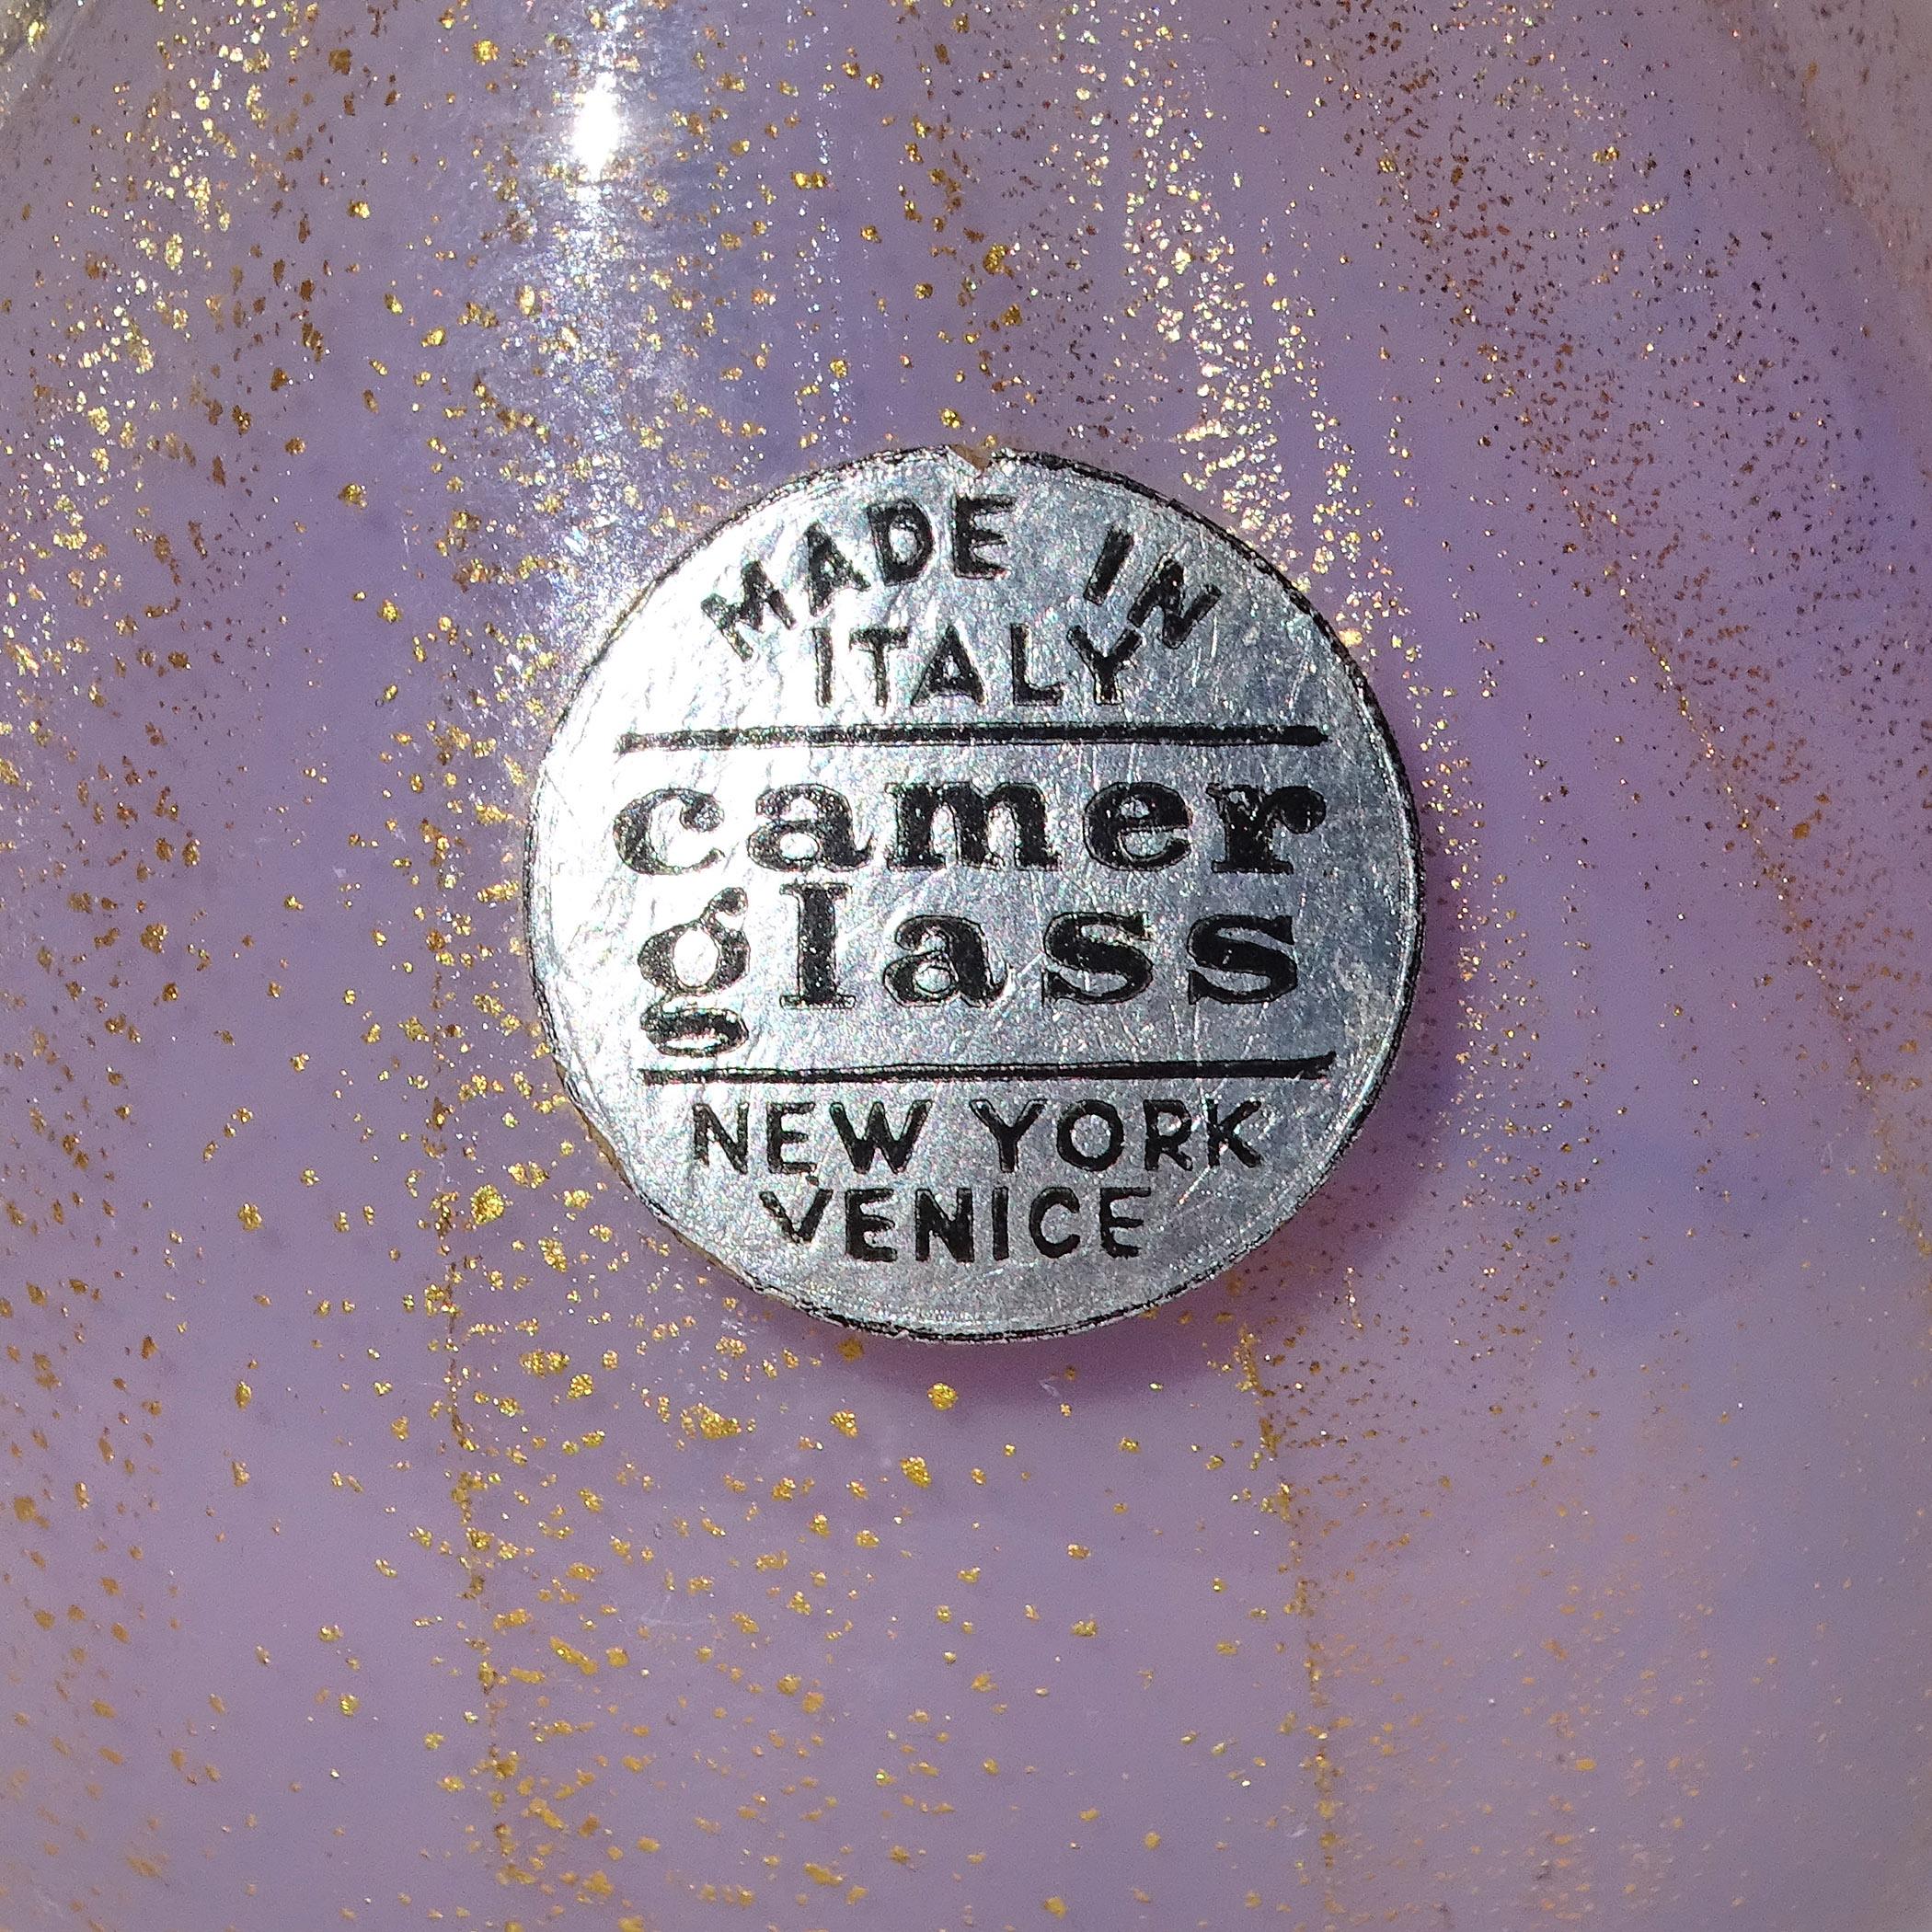 MADE IN
ITALY
camer
glass
NEW YORK
VENICE